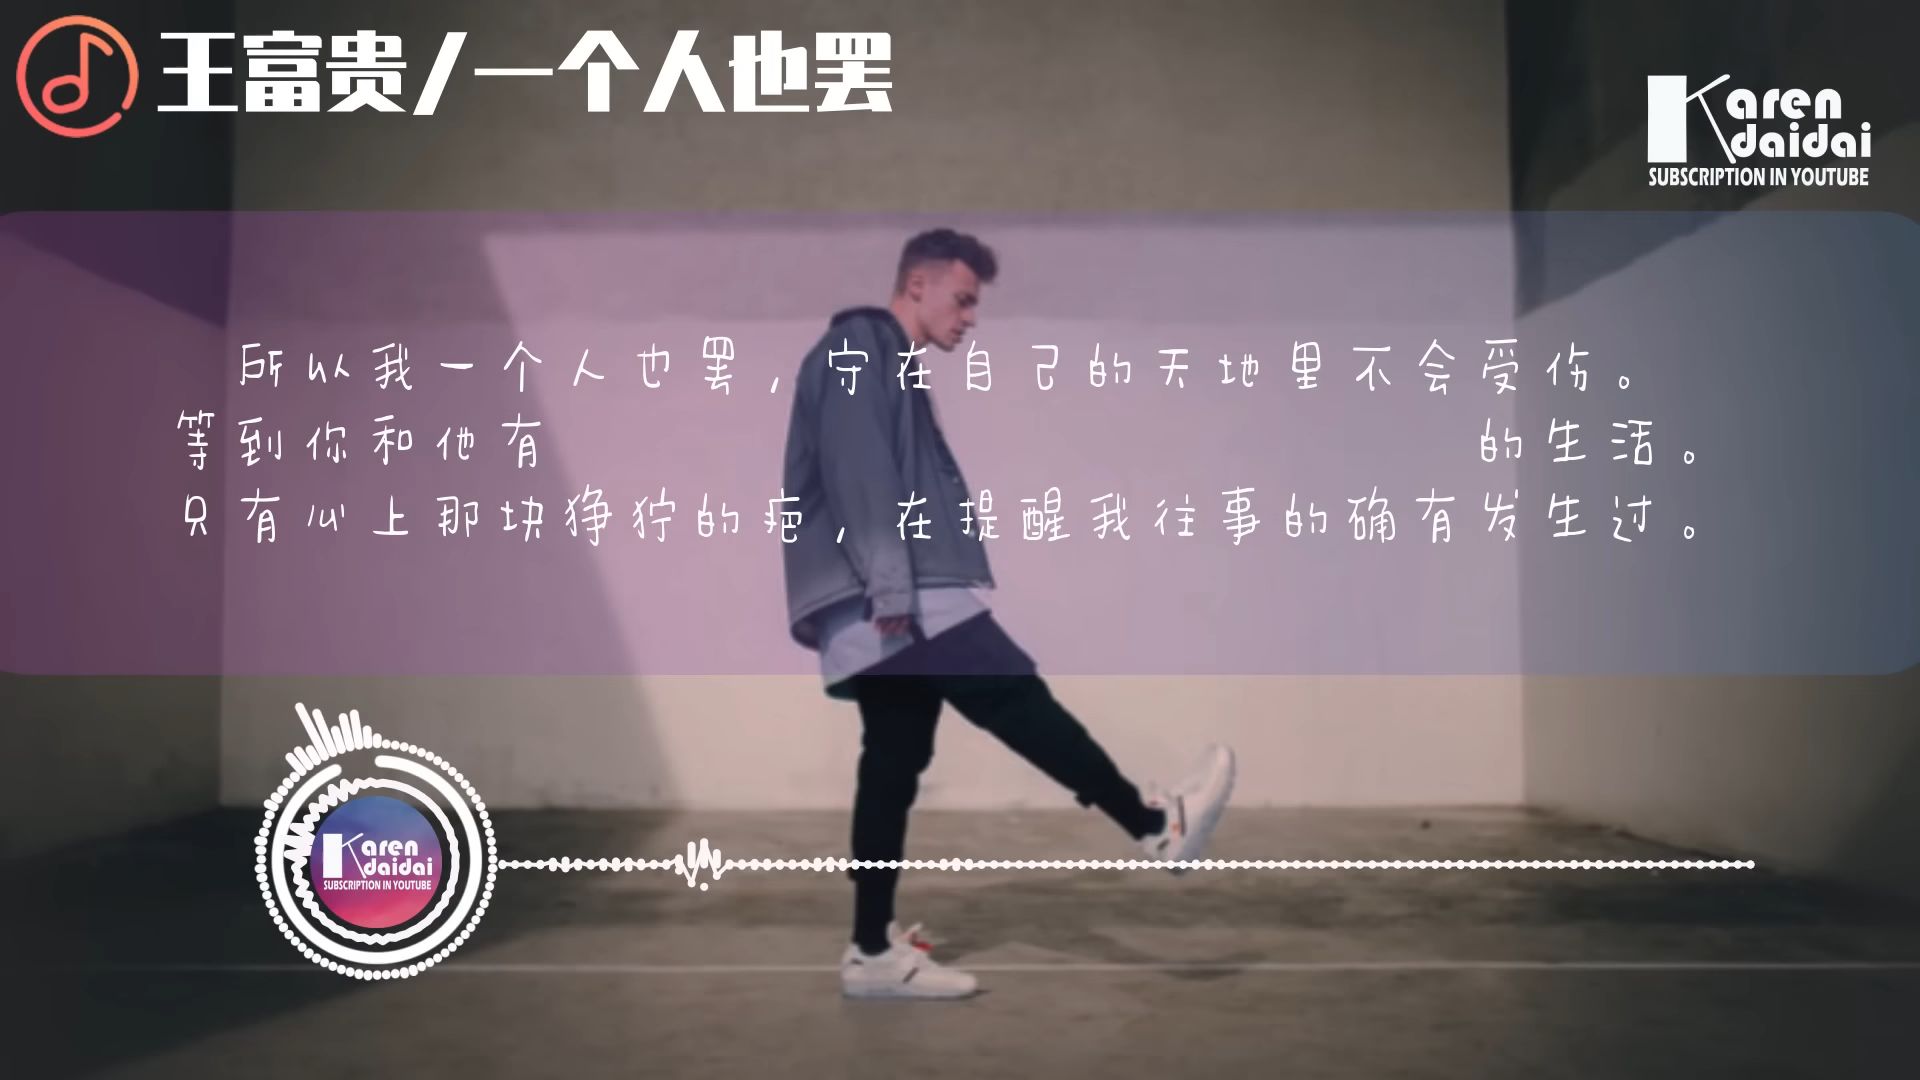 王富贵/一个人也罢
Karen
daidai
SUBSCRIPTION IN YOUTUBE
所以我一个人也罢，守在自己的天地里不会受伤。
等到你和他有 的生活。
只有心上那块狰狞的疤，在提醒我往事的确有发生过。
Karen
daidai
SUBSCRIPTION IN YOUTUBE